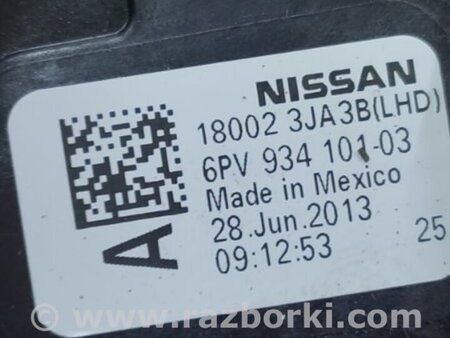 NISSAN
18002 3JA3B(LHD)
6PV 934 101-03
Made in Mexico
28.Jun.2013
09:12:53 25
A
© www.razborki.com